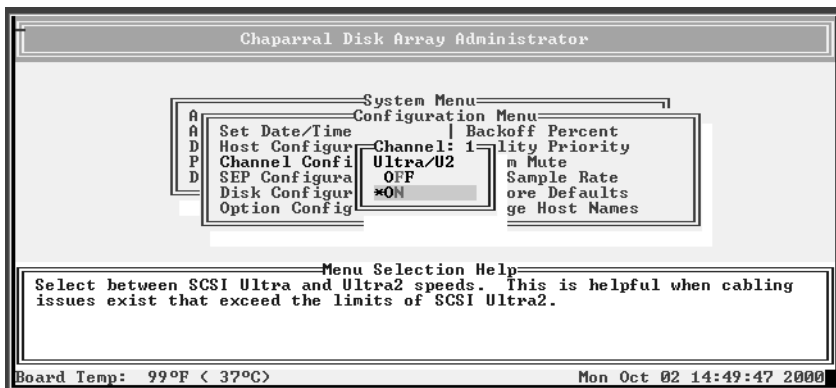 Chaparral Disk Array Administrator
System Menu
A
Configuration Menu
A Set Date/Time | Backoff Percent
D Host Configur Channel: 1 lity Priority
P Channel Confi Ultra/U2 m Mute
D SEP Configura OFF Sample Rate
Disk Configur *ON ore Defaults
Option Config ge Host Names
Menu Selection Help
Select between SCSI Ultra and Ultra2 speeds. This is helpful when cabling
issues exist that exceed the limits of SCSI Ultra2.
Board Temp: 99ºF ( 37ºC) Mon Oct 02 14:49:47 2000